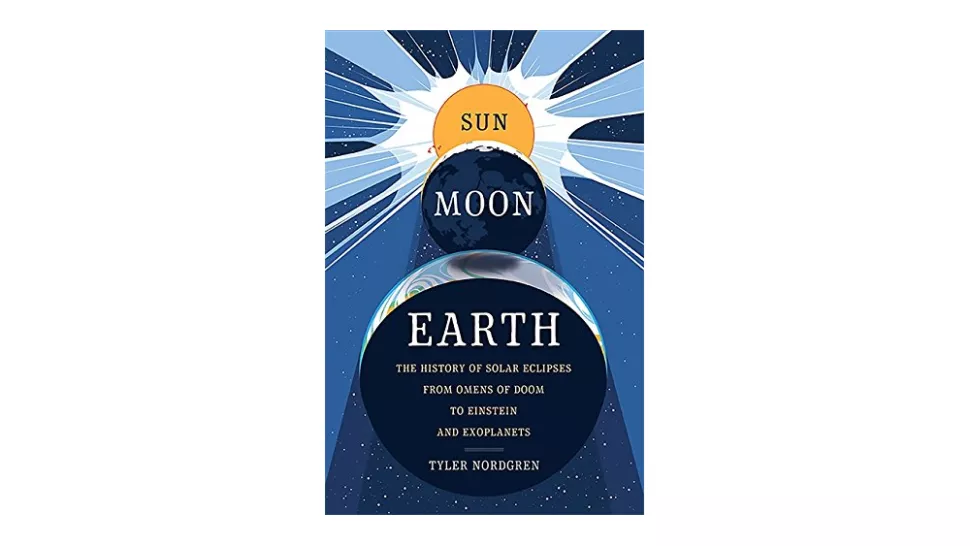 SUN
MOON
EARTH
THE HISTORY OF SOLAR ECLIPSES
FROM OMENS OF DOOM
TO EINSTEIN
AND EXOPLANETS
TYLER NORDGREN